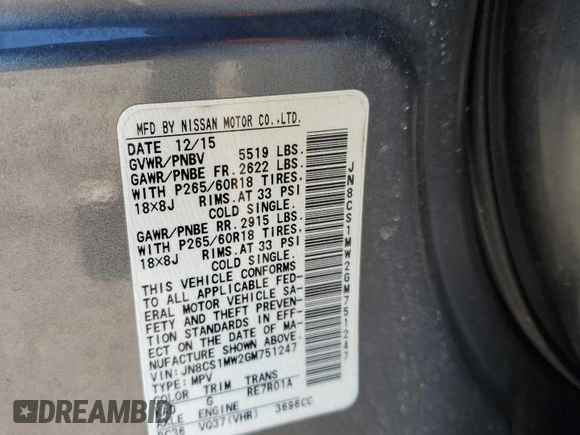 MFD BY NISSAN MOTOR CO.,LTD.
DATE 12/15
GVWR/PNBV 5519 LBS.
GAWR/PNBE FR. 2622 LBS.
WITH P265/60R18 TIRES.
18X8J RIMS. AT 33 PSI
COLD SINGLE.
GAWR/PNBE RR. 2915 LBS.
WITH P265/60R18 TIRES.
18X8J RIMS. AT 33 PSI
COLD SINGLE.
THIS VEHICLE CONFORMS
TO ALL APPLICABLE FED-
ERAL MOTOR VEHICLE SA-
FETY AND THEFT PREVEN-
TION STANDARDS IN EFF-
ECT ON THE DATE OF MA-
NUFACTURE SHOWN ABOVE.
VIN: JN8CS1MW2GM751247
TYPE: MPV
COLOR TRIM TRANS
G RE7R01A
ENGINE 3696CC
VQ37(VHR)
JN8CS1MW2GM751247
DREAMBID